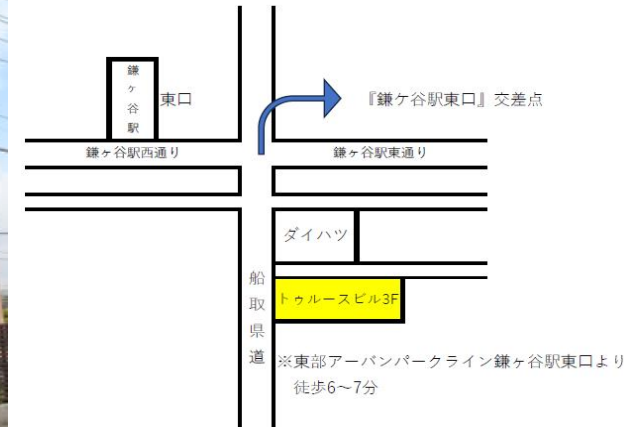 鎌ヶ谷駅
東口
『鎌ケ谷駅東口』交差点
鎌ヶ谷駅西通り
鎌ヶ谷駅東通り
ダイハツ
船取県道
トゥルースビル3F
※東部アーバンパークライン鎌ヶ谷駅東口より
徒歩6〜7分